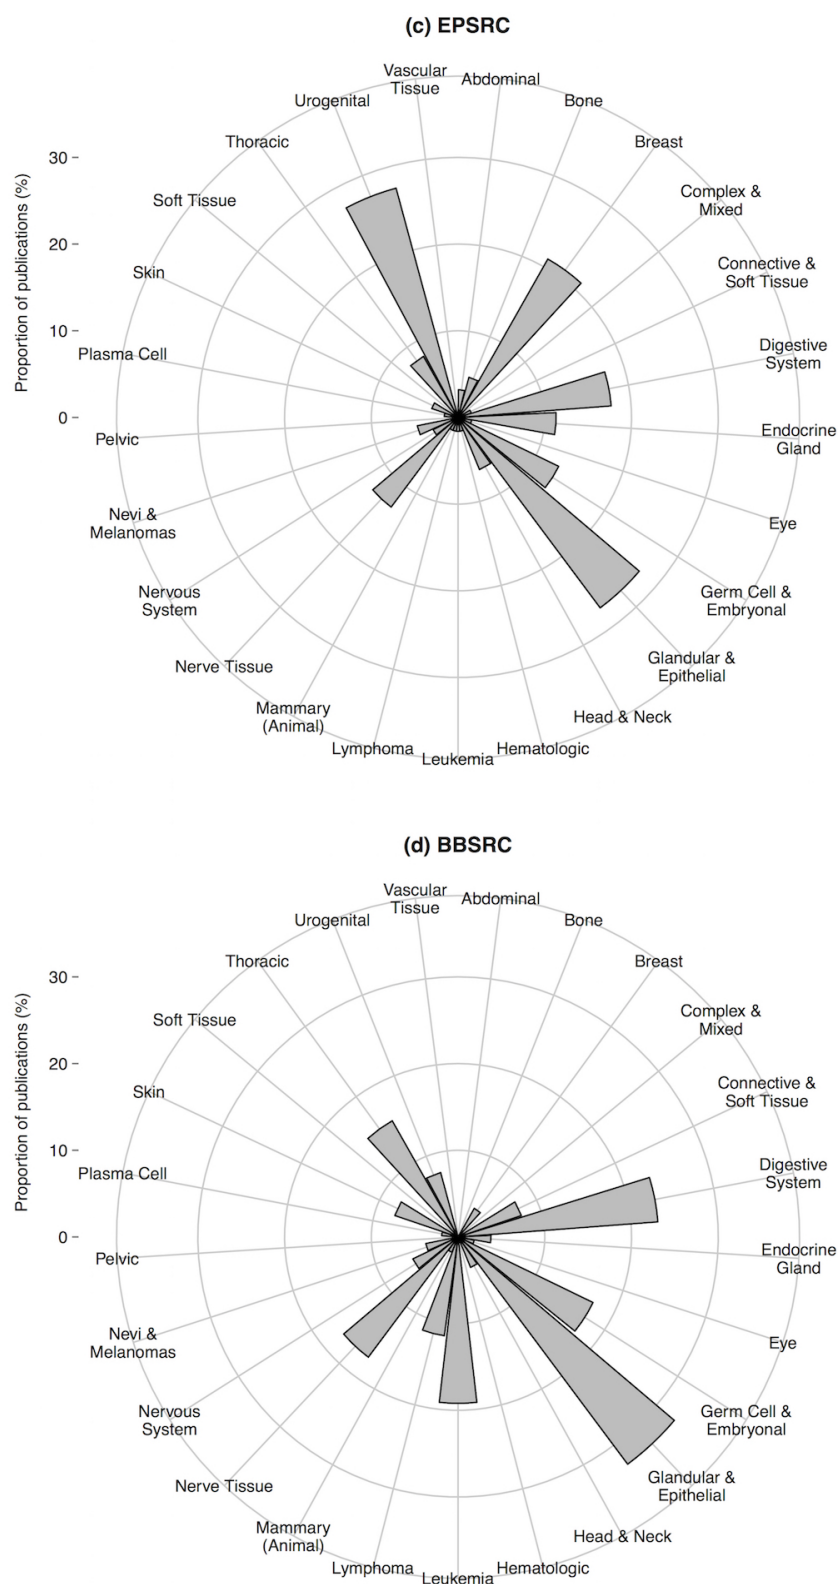 (c) EPSRC
Vascular
Tissue
Abdominal
Urogenital
Bone
Thoracic
Breast
30
Soft Tissue
Complex &
Mixed
20
Skin
Connective &
Soft Tissue
10
Plasma Cell
Digestive
System
0
Pelvic
Endocrine
Gland
Proportion of publications (%)
Nevi &
Melanomas
Eye
Nervous
System
Germ Cell &
Embryonal
Nerve Tissue
Glandular &
Epithelial
Mammary
(Animal)
Head & Neck
Lymphoma
Leukemia
Hematologic
(d) BBSRC
Vascular
Tissue
Abdominal
Urogenital
Bone
Thoracic
Breast
30
Soft Tissue
Complex &
Mixed
20
Skin
Connective &
Soft Tissue
10
Plasma Cell
Digestive
System
0
Pelvic
Endocrine
Gland
Proportion of publications (%)
Nevi &
Melanomas
Eye
Nervous
System
Germ Cell &
Embryonal
Nerve Tissue
Glandular &
Epithelial
Mammary
(Animal)
Head & Neck
Lymphoma
Leukemia
Hematologic